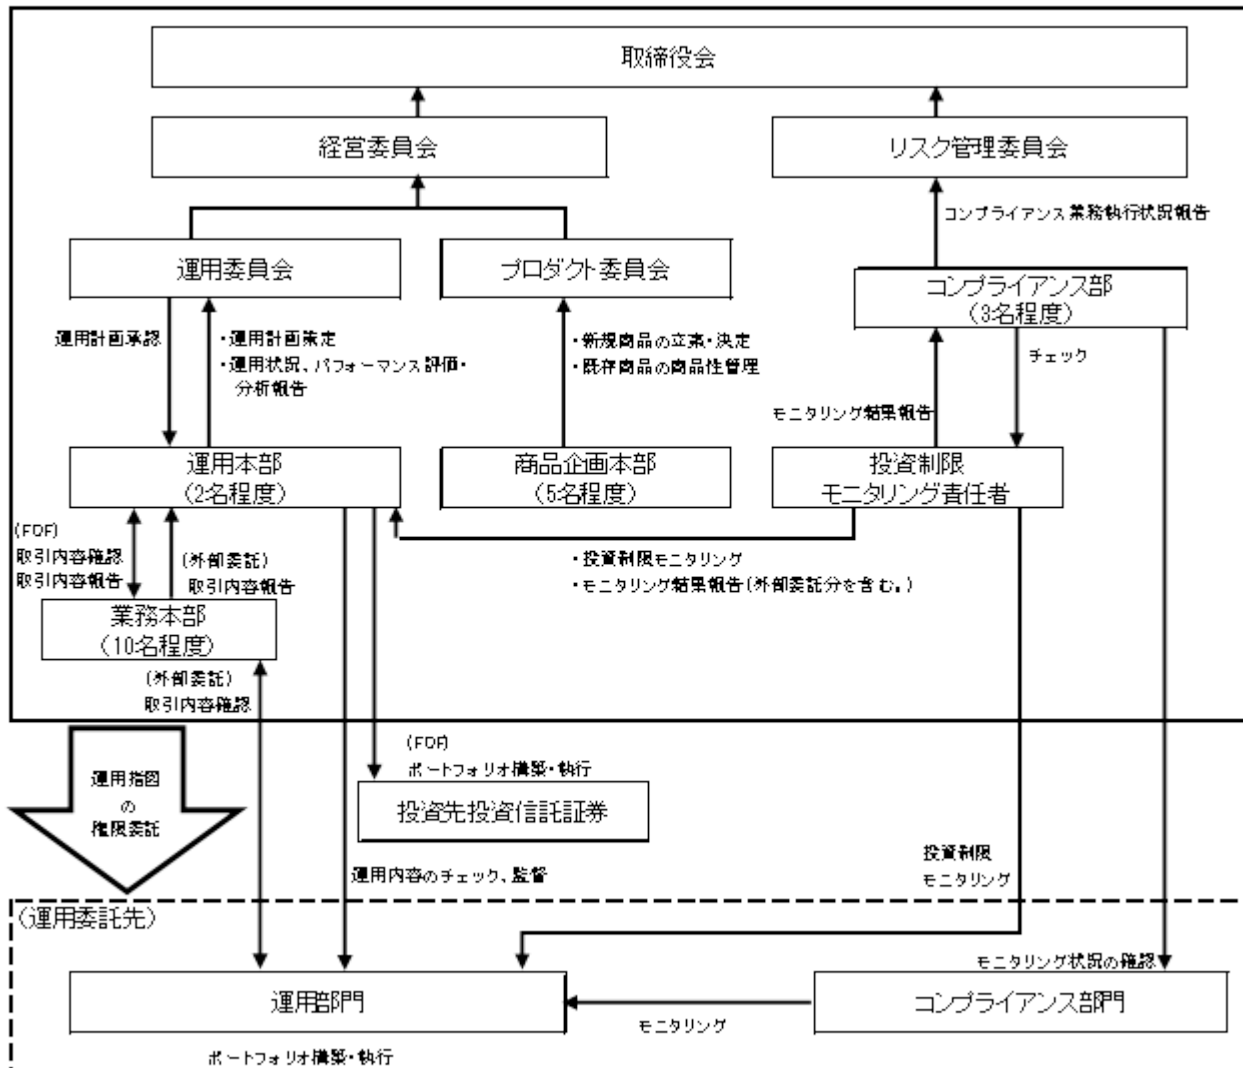 取締役会
経営委員会
リスク管理委員会
コンプライアンス業務執行状況報告
運用委員会
プロダクト委員会
コンプライアンス部
(3名程度)
運用計画承認
・運用計画策定
・運用状況、パフォーマンス評価・
分析報告
・新規商品の立案・決定
・既存商品の商品性管理
チェック
モニタリング結果報告
運用本部
(2名程度)
商品企画本部
(5名程度)
投資制限
モニタリング責任者
(FOF)
取引内容確認
取引内容報告
(外部委託)
取引内容報告
・投資制限モニタリング
・モニタリング結果報告(外部委託分を含む。)
業務本部
(10名程度)
(外部委託)
取引内容確認
運用指図
の
権限委託
(FOF)
ポートフォリオ構築・執行
投資先投資信託証券
運用内容のチェック、監督
投資制限
モニタリング
(運用委託先)
モニタリング状況の確認
運用部門
モニタリング
コンプライアンス部門
ポートフォリオ構築・執行